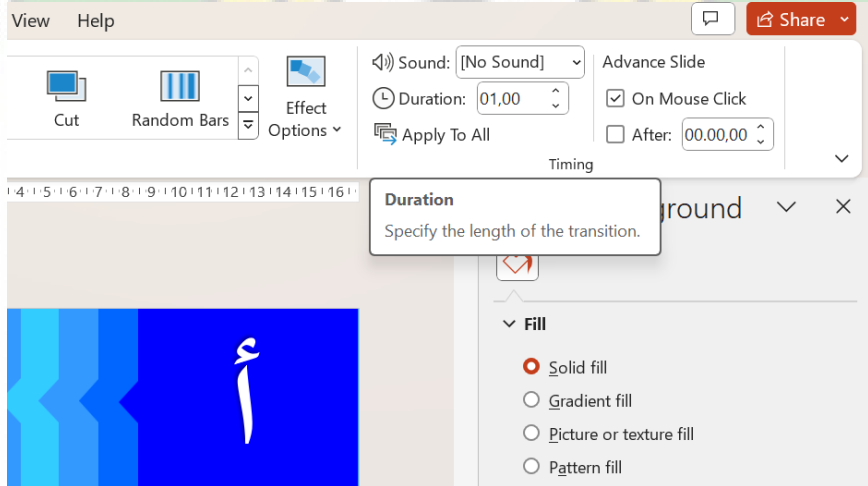 View Help
Share
Cut
Random Bars
Effect
Options
Sound: [No Sound]
Duration: 01,00
Apply To All
Advance Slide
On Mouse Click
After: 00.00,00
Timing
4 5 6 7 8 9 10 11 12 13 14 15 16
Duration
Specify the length of the transition.
round
Fill
Solid fill
Gradient fill
Picture or texture fill
Pattern fill
أ